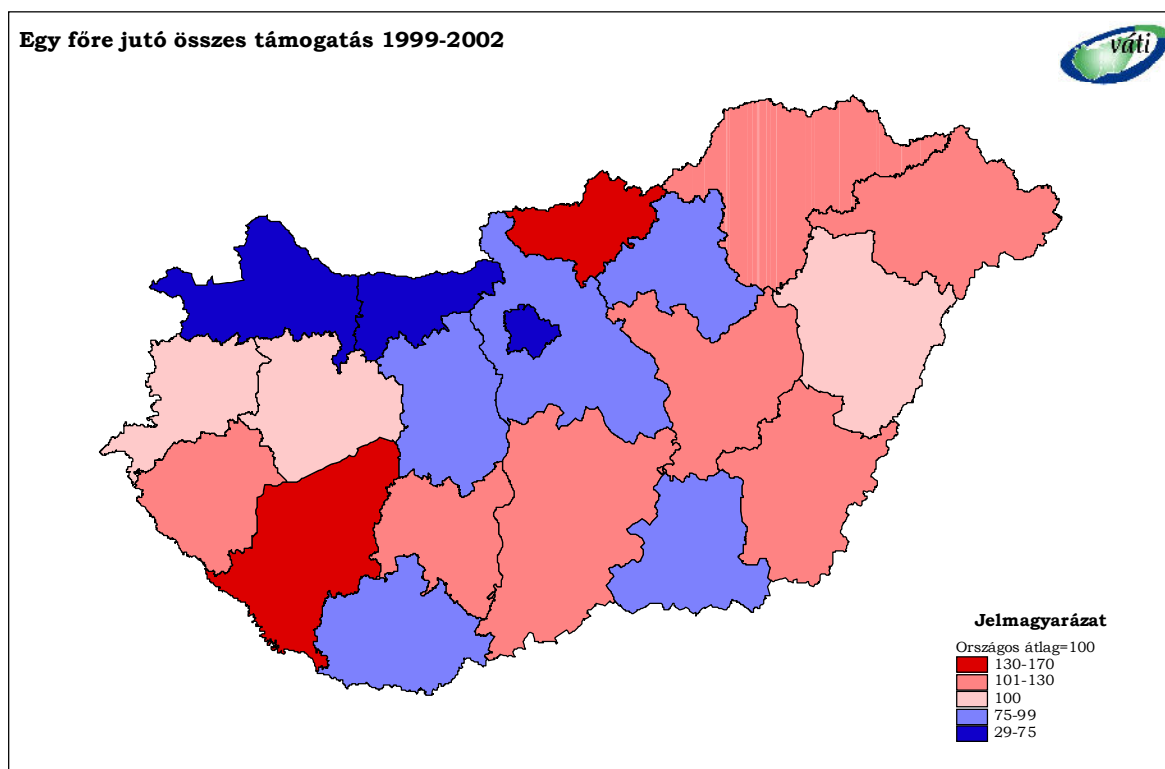 Egy főre jutó összes támogatás 1999-2002
váti
Jelmagyarázat
Országos átlag=100
130-170
101-130
100
75-99
29-75